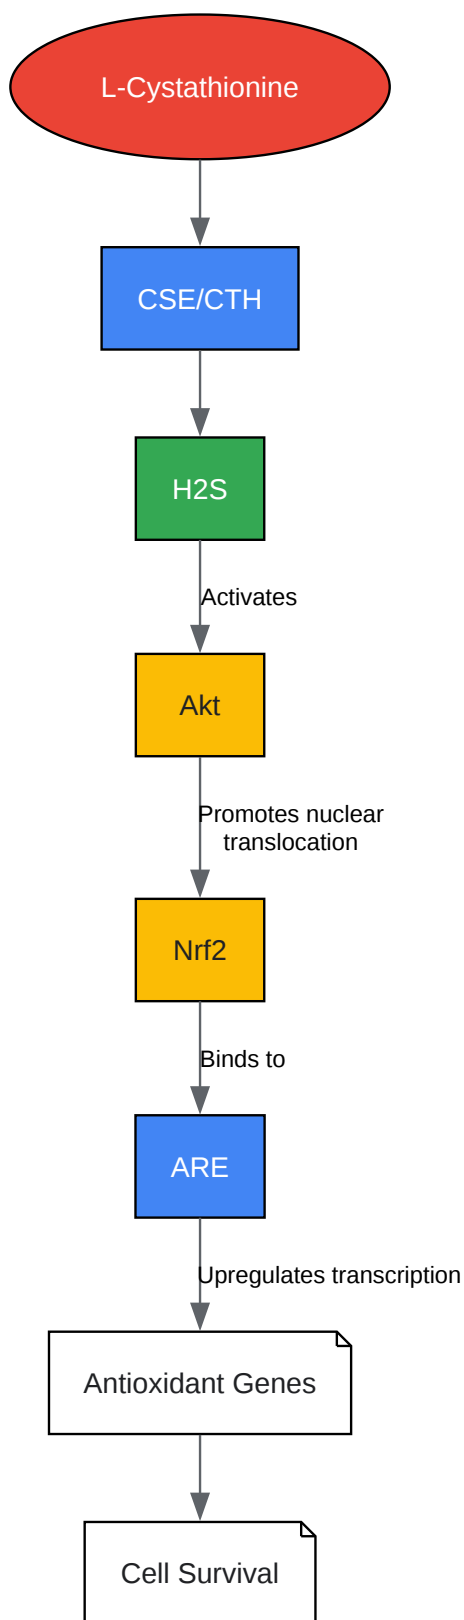 L-Cystathionine
CSE/CTH
H2S
Activates
Akt
Promotes nuclear
translocation
Nrf2
Binds to
ARE
Upregulates transcription
Antioxidant Genes
Cell Survival